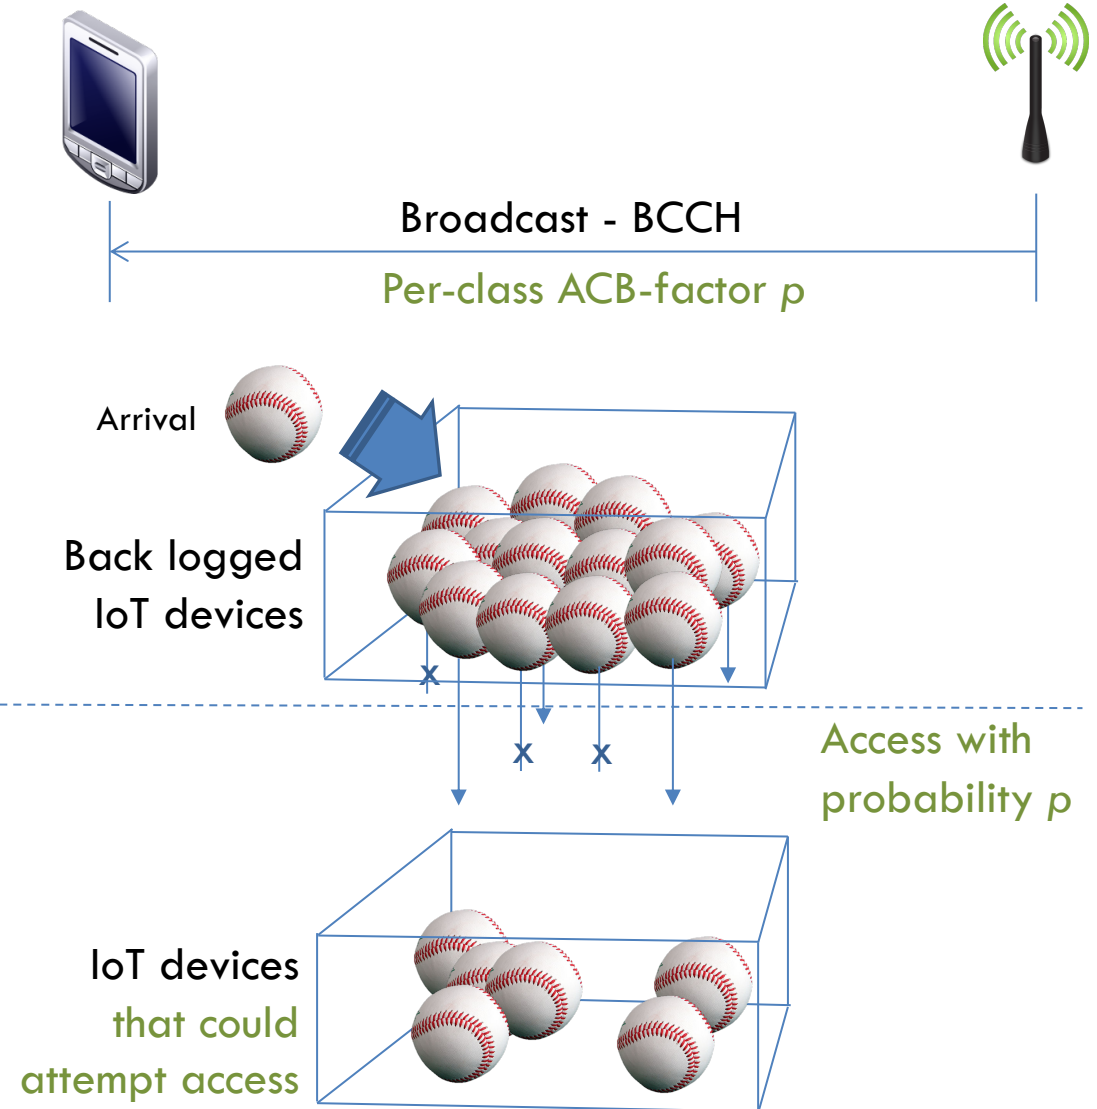 Broadcast - BCCH
Per-class ACB-factor p
Arrival
Back logged
IoT devices
x
x
x
Access with
probability p
IoT devices
that could
attempt access